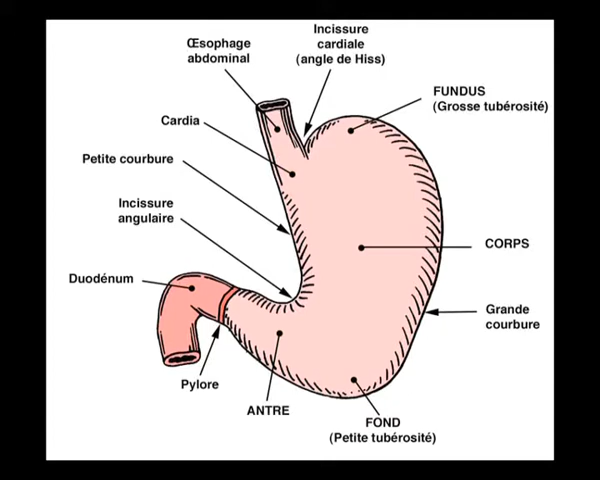 Incissure
cardiale
(angle de Hiss)
Œsophage
abdominal
FUNDUS
(Grosse tubérosité)
Cardia
Petite courbure
Incissure
angulaire
CORPS
Duodénum
Grande
courbure
Pylore
ANTRE
FOND
(Petite tubérosité)